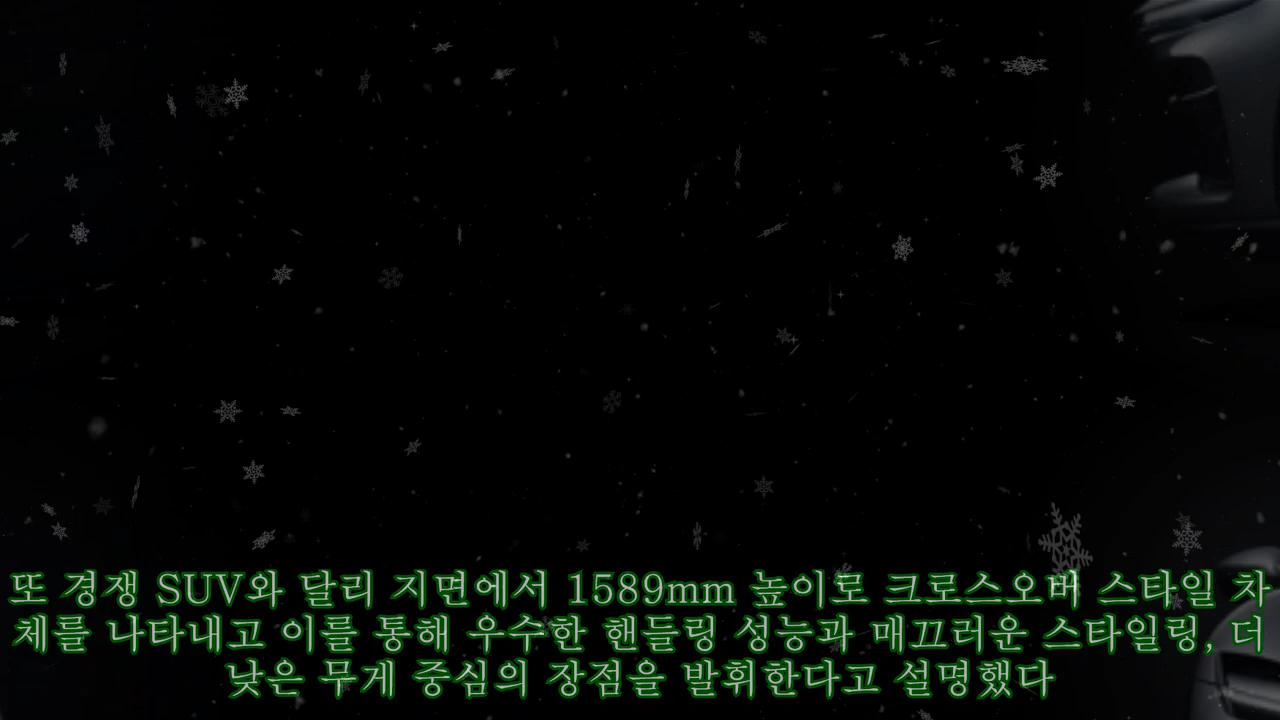 또 경쟁 SUV와 달리 지면에서 1589mm 높이로 크로스오버 스타일 차
체를 나타내고 이를 통해 우수한 핸들링 성능과 매끄러운 스타일링, 더
낮은 무게 중심의 장점을 발휘한다고 설명했다